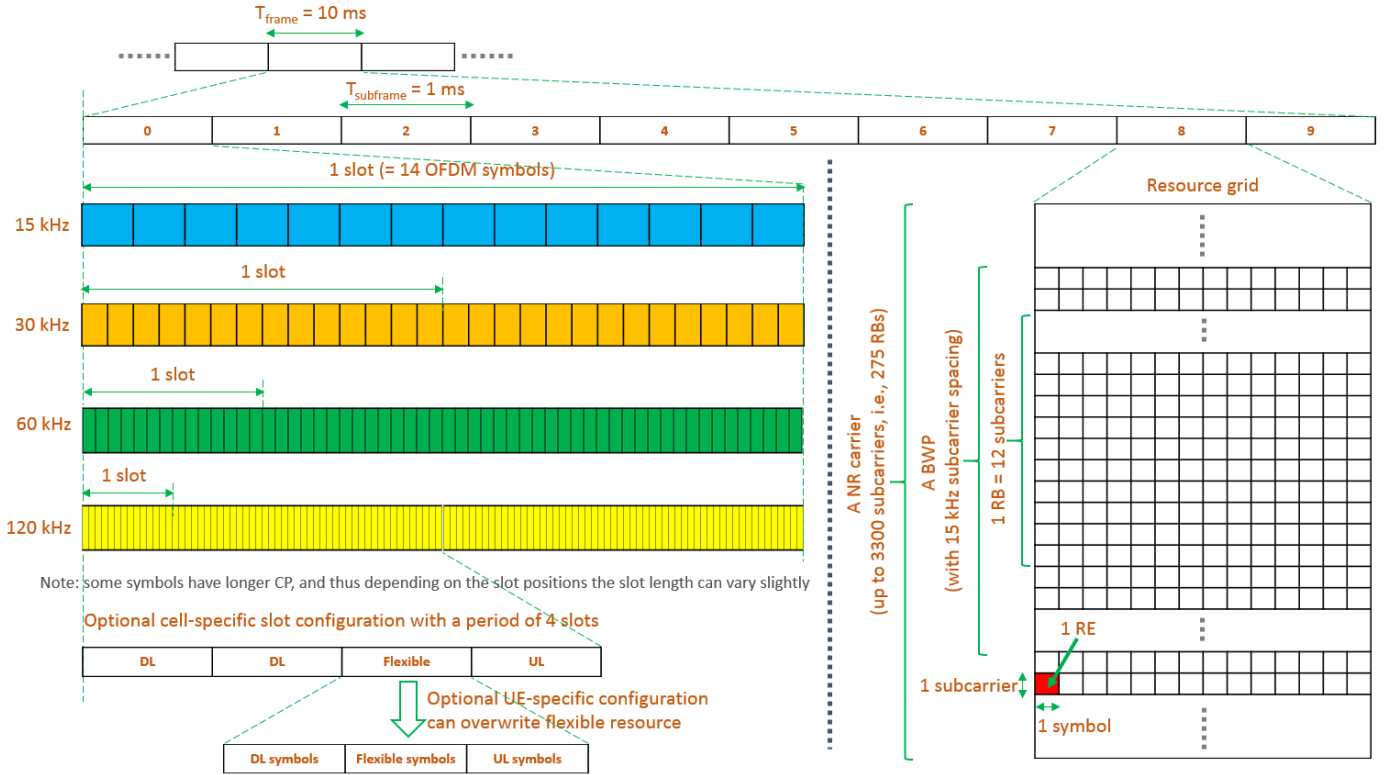 T_frame = 10 ms
T_subframe = 1 ms
0 1 2 3 4 5 6 7 8 9
1 slot (= 14 OFDM symbols)
15 kHz
1 slot
30 kHz
1 slot
60 kHz
1 slot
120 kHz
Note: some symbols have longer CP, and thus depending on the slot positions the slot length can vary slightly
Optional cell-specific slot configuration with a period of 4 slots
DL DL Flexible UL
Optional UE-specific configuration
can overwrite flexible resource
DL symbols Flexible symbols UL symbols
Resource grid
A NR carrier
(up to 3300 subcarriers, i.e., 275 RBs)
A BWP
(with 15 kHz subcarrier spacing)
1 RB = 12 subcarriers
1 RE
1 subcarrier
1 symbol